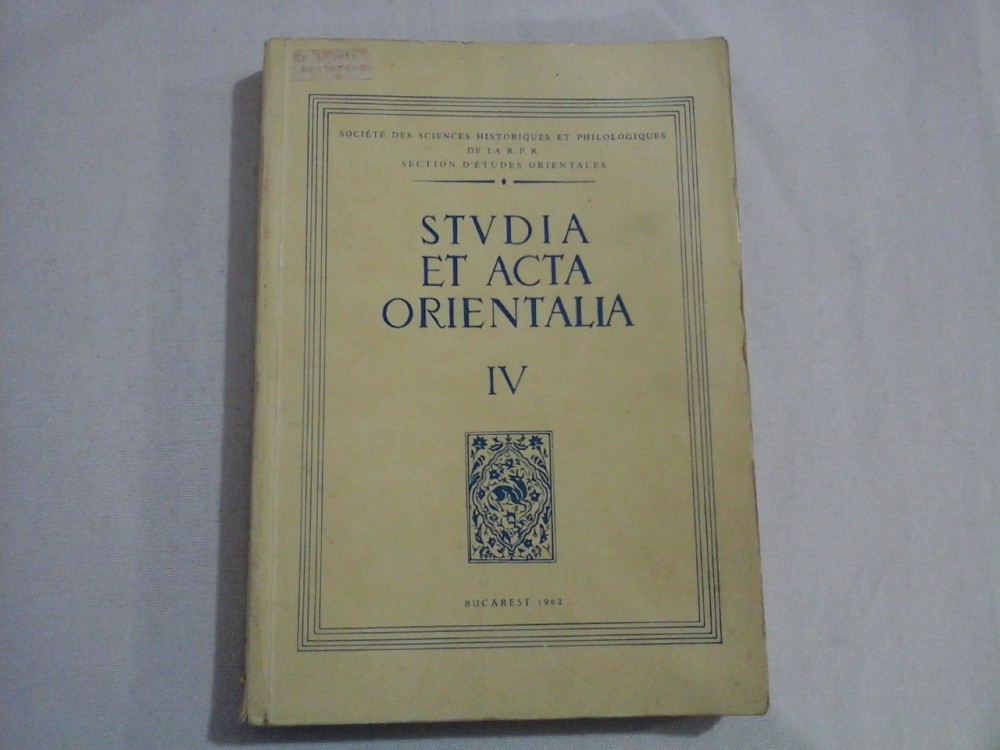 SOCIÉTÉ DES SCIENCES HISTORIQUES ET PHILOLOGIQUES
DE LA R. P. R.
SECTION D'ÉTUDES ORIENTALES
STVDIA
ET ACTA
ORIENTALIA
IV
BUCAREST 1962